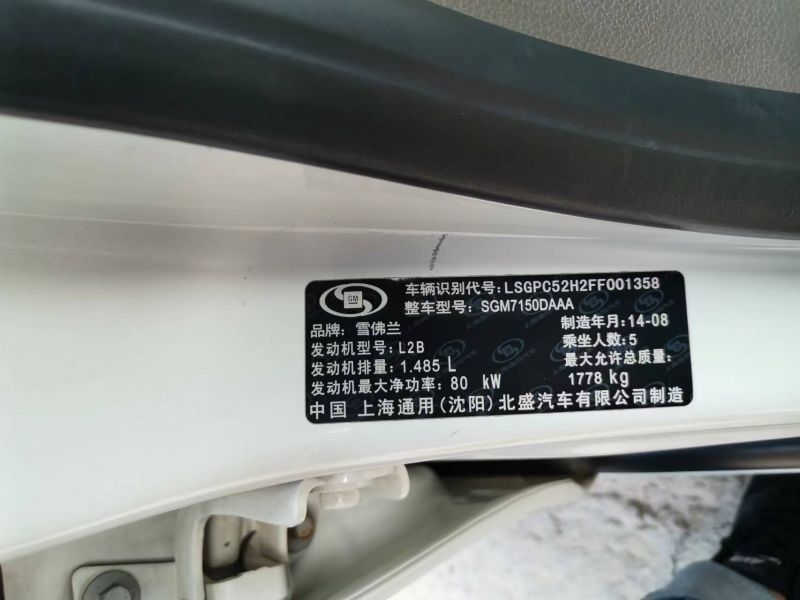 GM
车辆识别代号:LSGPC52H2FF001358
整车型号: SGM7150DAAA
品牌: 雪佛兰
制造年月:14-08
发动机型号: L2B
乘坐人数:5
发动机排量: 1.485 L
最大允许总质量:
发动机最大净功率: 80 kW
1778 kg
中国 上海通用(沈阳)北盛汽车有限公司制造